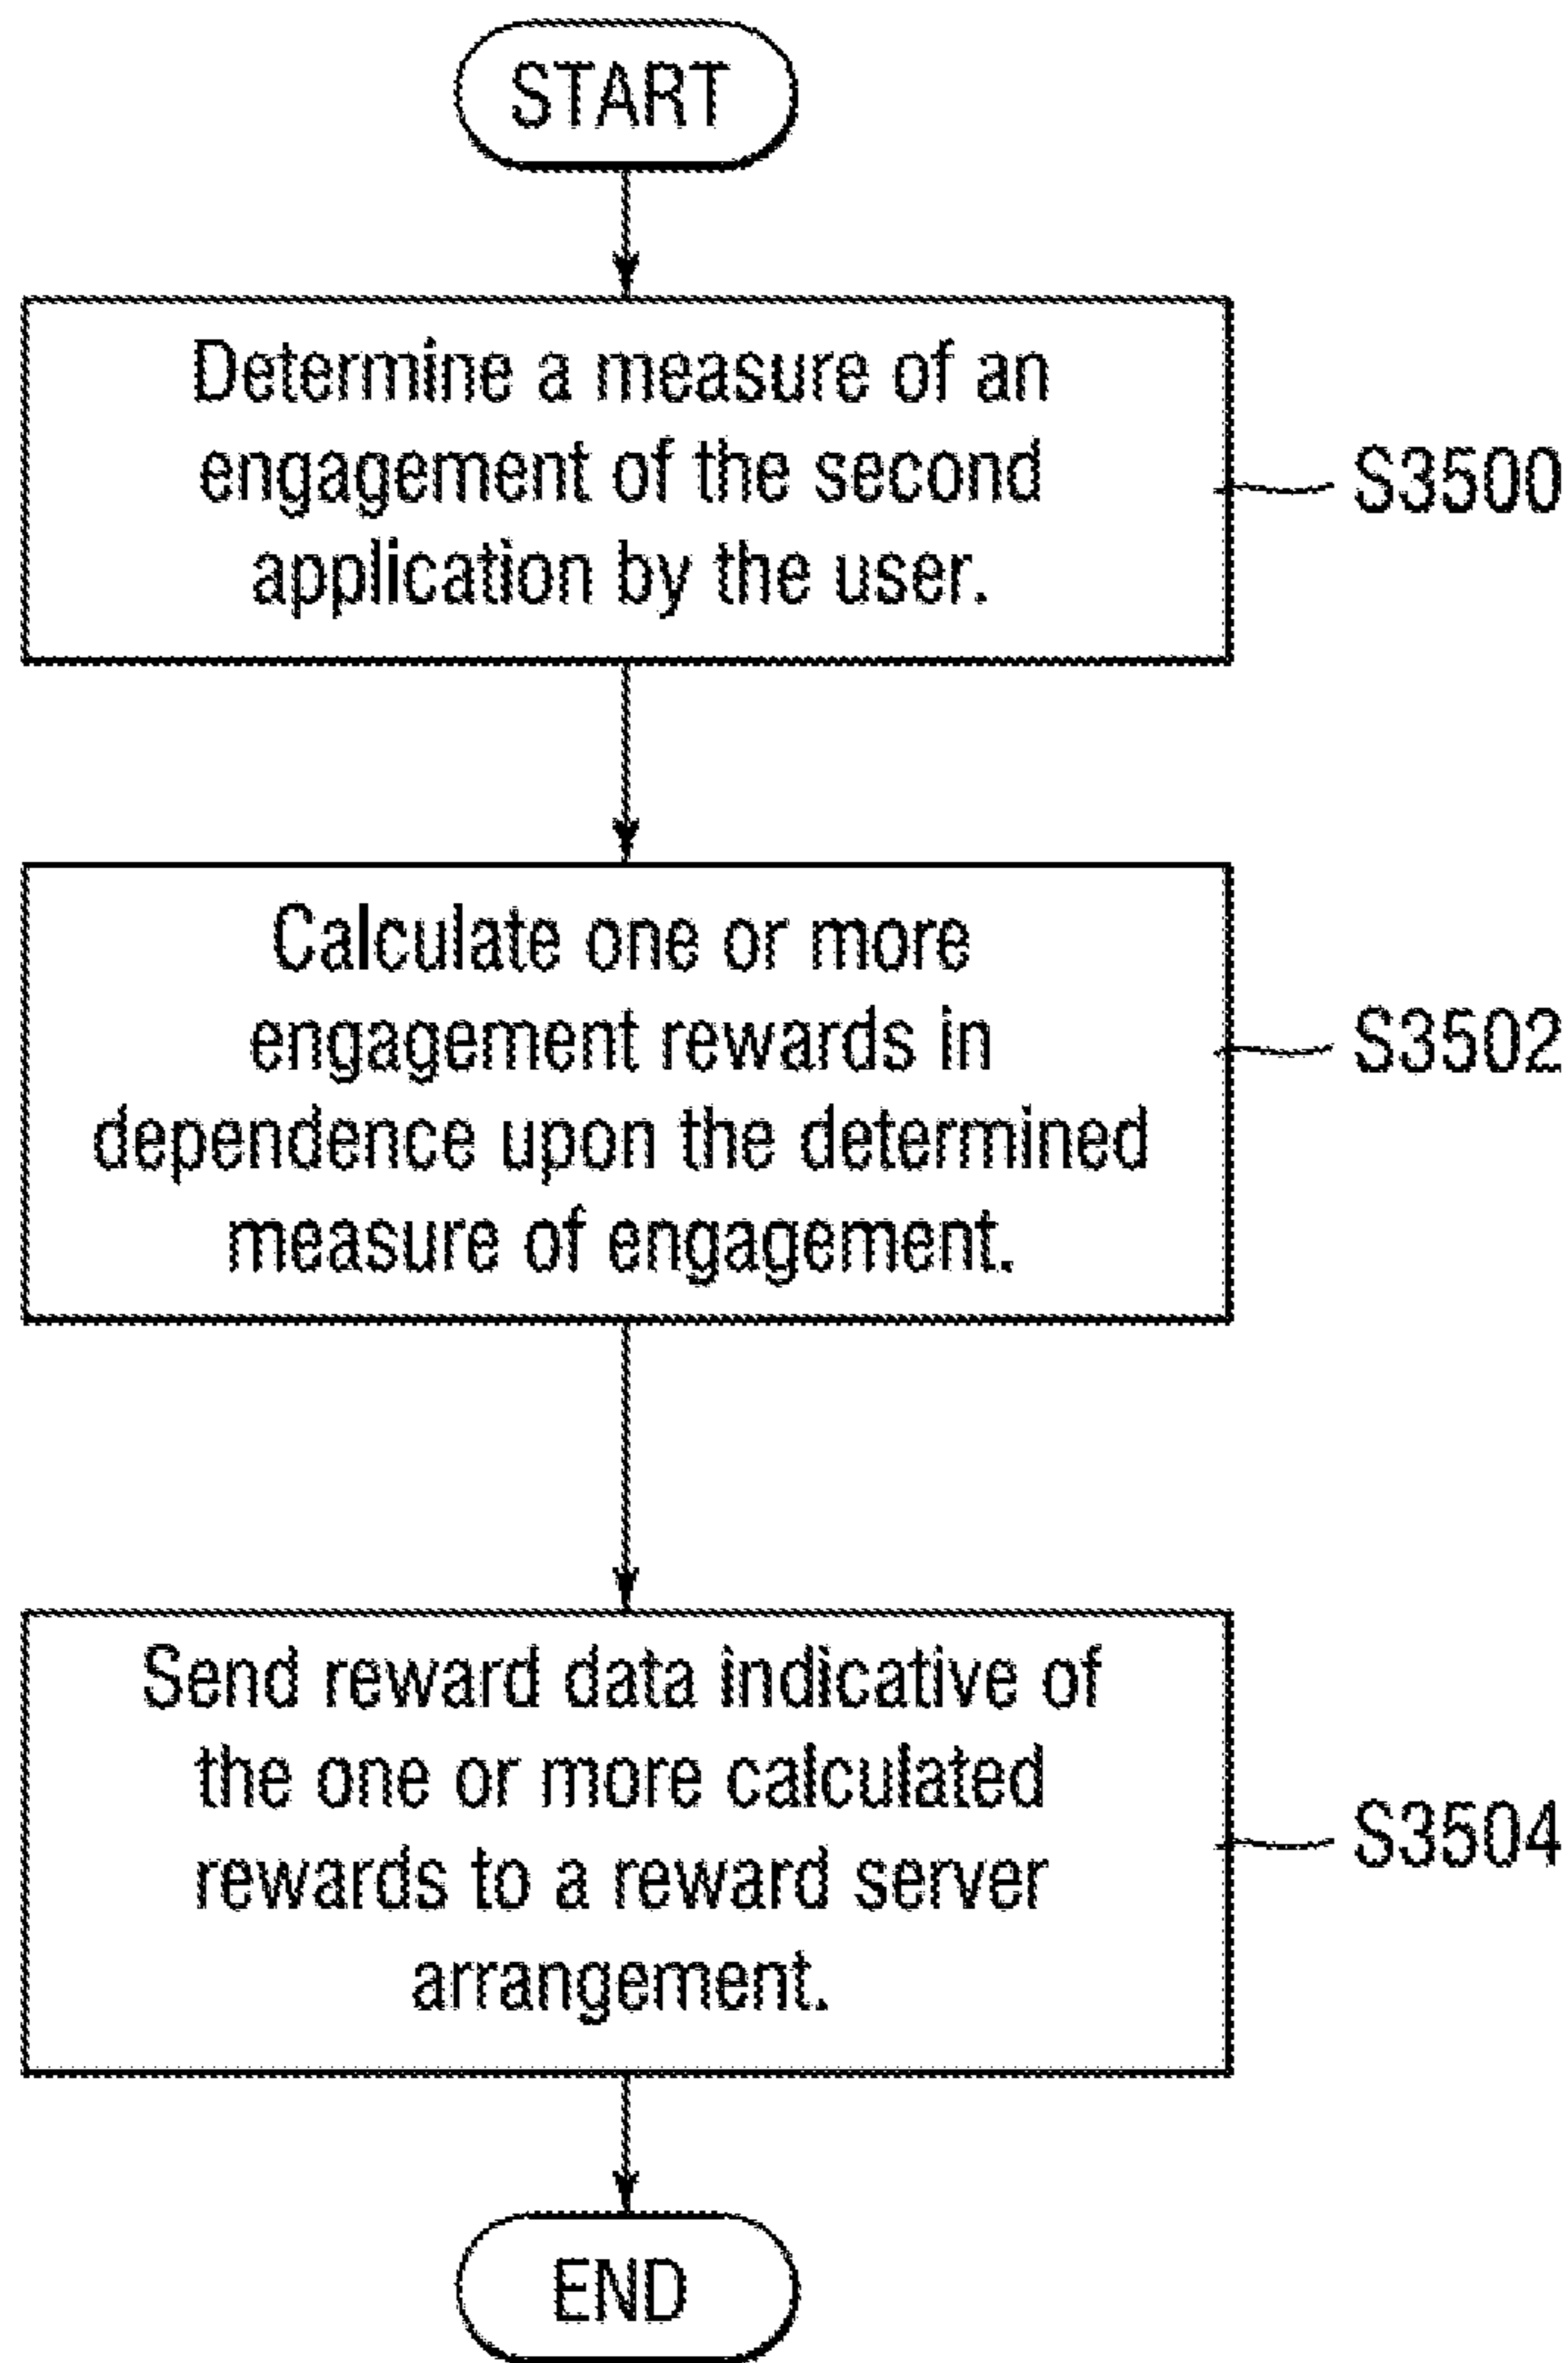 START
Determine a measure of an
engagement of the second
application by the user.
S3500
Calculate one or more
engagement rewards in
dependence upon the determined
measure of engagement.
S3502
Send reward data indicative of
the one or more calculated
rewards to a reward server
arrangement.
S3504
END